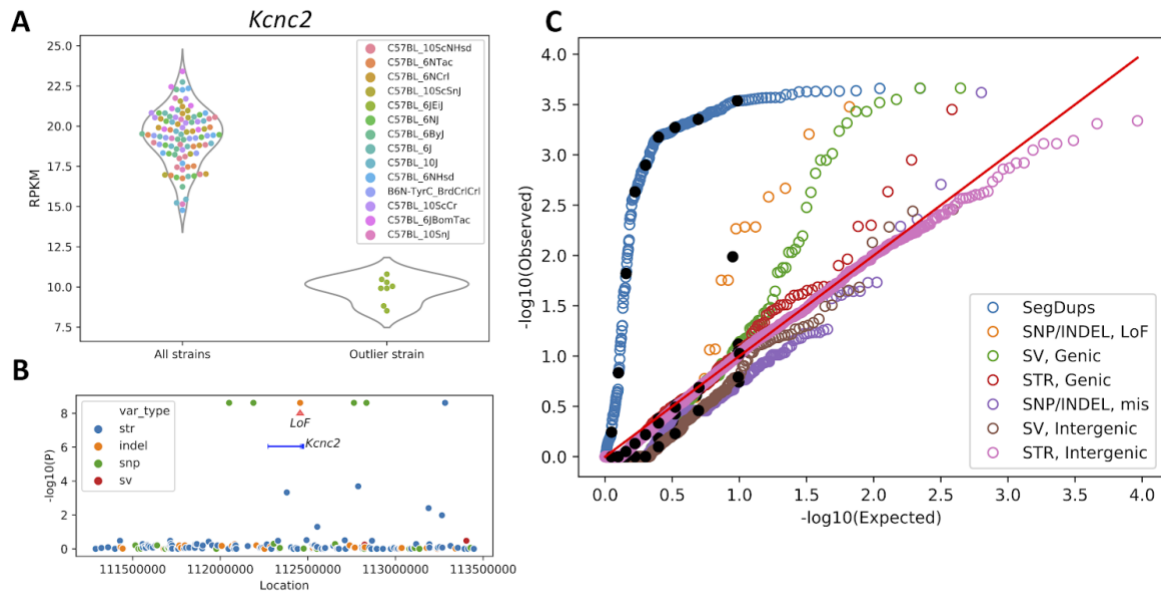 A
Kcnc2
RPKM
25.0
22.5
20.0
17.5
15.0
12.5
10.0
7.5
C57BL_10ScNHsd
C57BL_6NTac
C57BL_6NCrl
C57BL_10ScSnJ
C57BL_6JEiJ
C57BL_6NJ
C57BL_6ByJ
C57BL_6J
C57BL_10J
C57BL_6NHsd
B6N-TyrC_BrdCrlCrl
C57BL_10ScCr
C57BL_6JBomTac
C57BL_10SnJ
All strains
Outlier strain
B
-log10(P)
8
6
4
2
0
var_type
str
indel
snp
sv
LoF
Kcnc2
111500000
112000000
112500000
113000000
113500000
Location
C
-log10(Observed)
4.0
3.5
3.0
2.5
2.0
1.5
1.0
0.5
0.0
SegDups
SNP/INDEL, LoF
SV, Genic
STR, Genic
SNP/INDEL, mis
SV, Intergenic
STR, Intergenic
0.0 0.5 1.0 1.5 2.0 2.5 3.0 3.5 4.0
-log10(Expected)